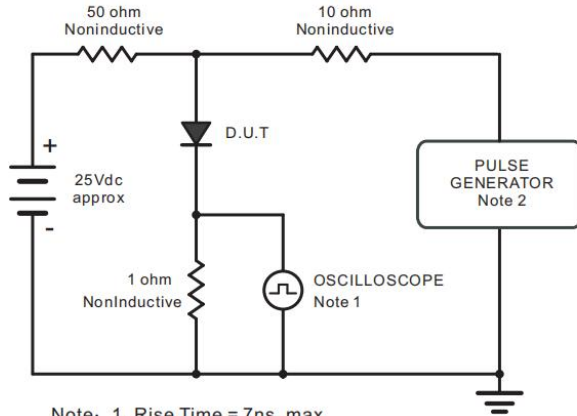 50 ohm
Noninductive
10 ohm
Noninductive
+
D.U.T
25Vdc
approx
-
PULSE
GENERATOR
Note 2
1 ohm
NonInductive
OSCILLOSCOPE
Note 1
Note: 1. Rise Time = 7ns, max.